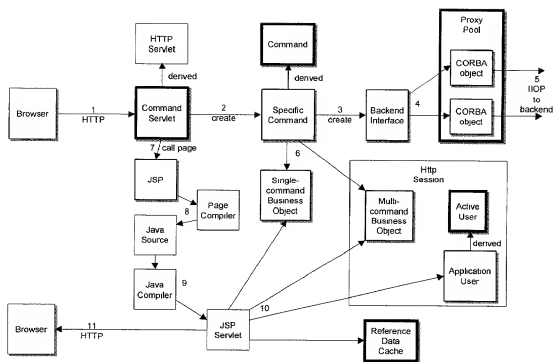 Proxy
Pool
HTTP
Servlet
Command
CORBA
object
5
IIOP
to
backend
derived
derived
Browser
1
HTTP
Command
Servlet
2
create
Specific
Command
3
create
Backend
Interface
4
CORBA
object
7 call page
6
JSP
Http
Session
Page
Compiler
8
Single-
command
Business
Object
Multi-
command
Business
Object
Active
User
derived
Java
Source
Application
User
Java
Compiler
9
10
Browser
11
HTTP
JSP
Servlet
Reference
Data
Cache